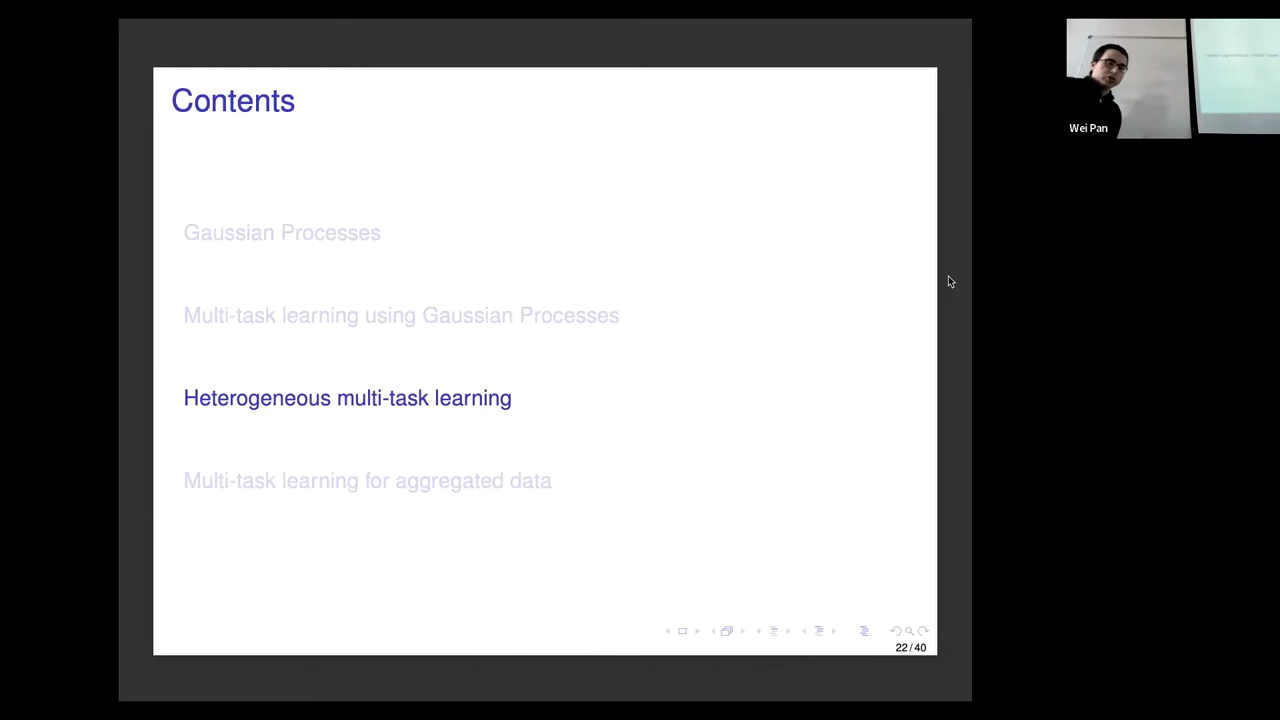 Contents
Gaussian Processes
Multi-task learning using Gaussian Processes
Heterogeneous multi-task learning
Multi-task learning for aggregated data
22 / 40
Wei Pan